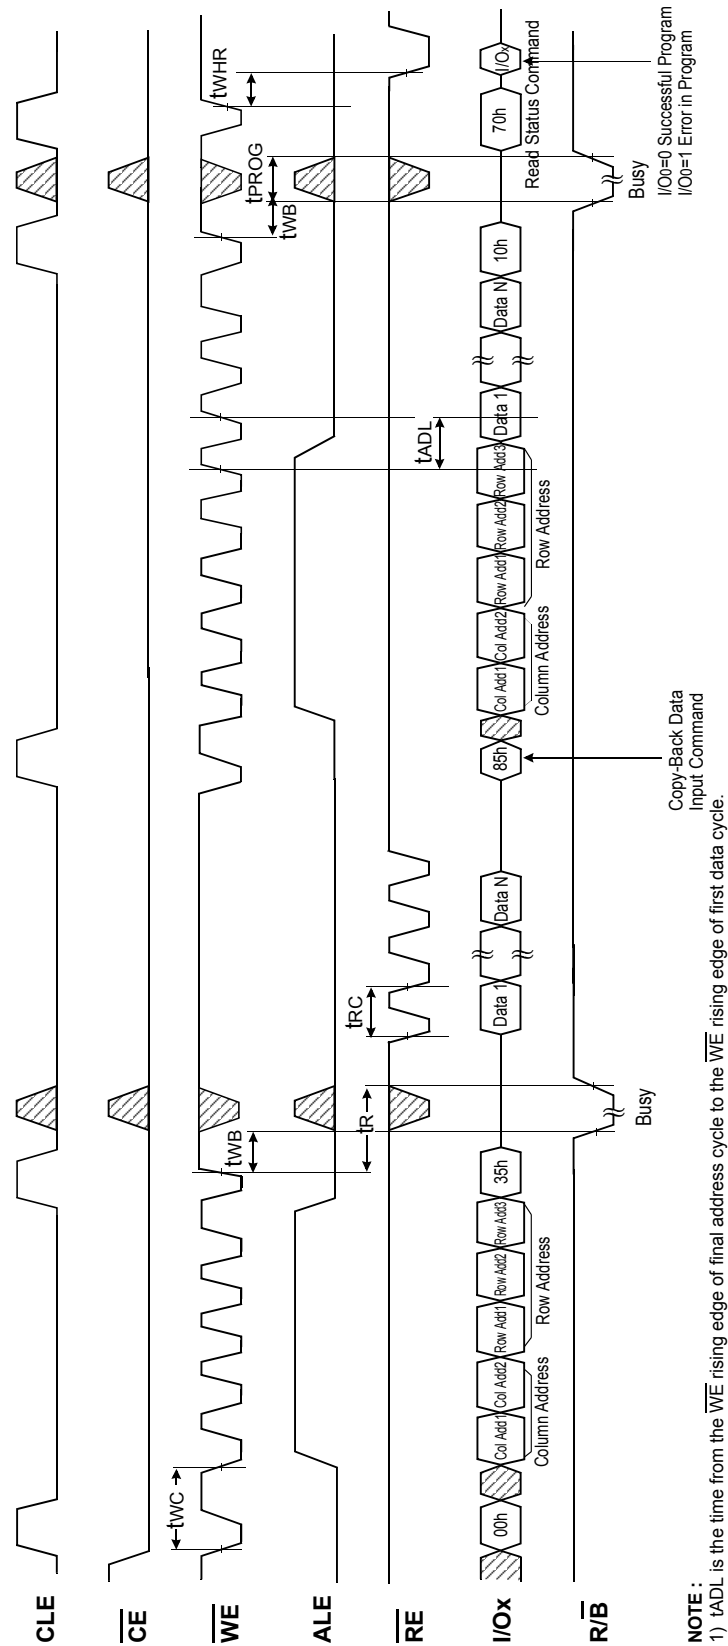 CLE
CE
WE
tWC
tWB
tWB
tPROG
tWHR
ALE
tR
tADL
RE
tRC
I/Ox
00h
Col Add1
Col Add2
Row Add1
Row Add2
Row Add3
35h
Data 1
Data N
85h
Col Add1
Col Add2
Row Add1
Row Add2
Row Add3
Data 1
Data N
10h
70h
I/Ox
Column Address
Row Address
Column Address
Row Address
Read Status Command
R/B
Busy
Busy
Copy-Back Data
Input Command
I/O0=0 Successful Program
I/O0=1 Error in Program
NOTE :
1) tADL is the time from the WE rising edge of final address cycle to the WE rising edge of first data cycle.